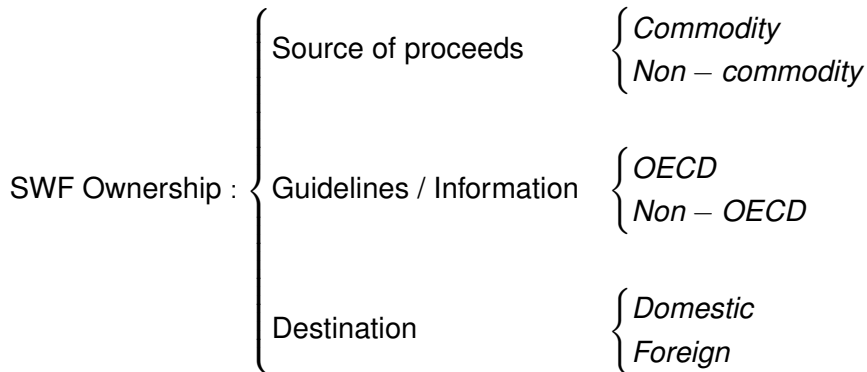 Commodity
Source of proceeds
Non − commodity
OECD
SWF Ownership : Guidelines / Information
Non − OECD
Domestic
Destination
Foreign